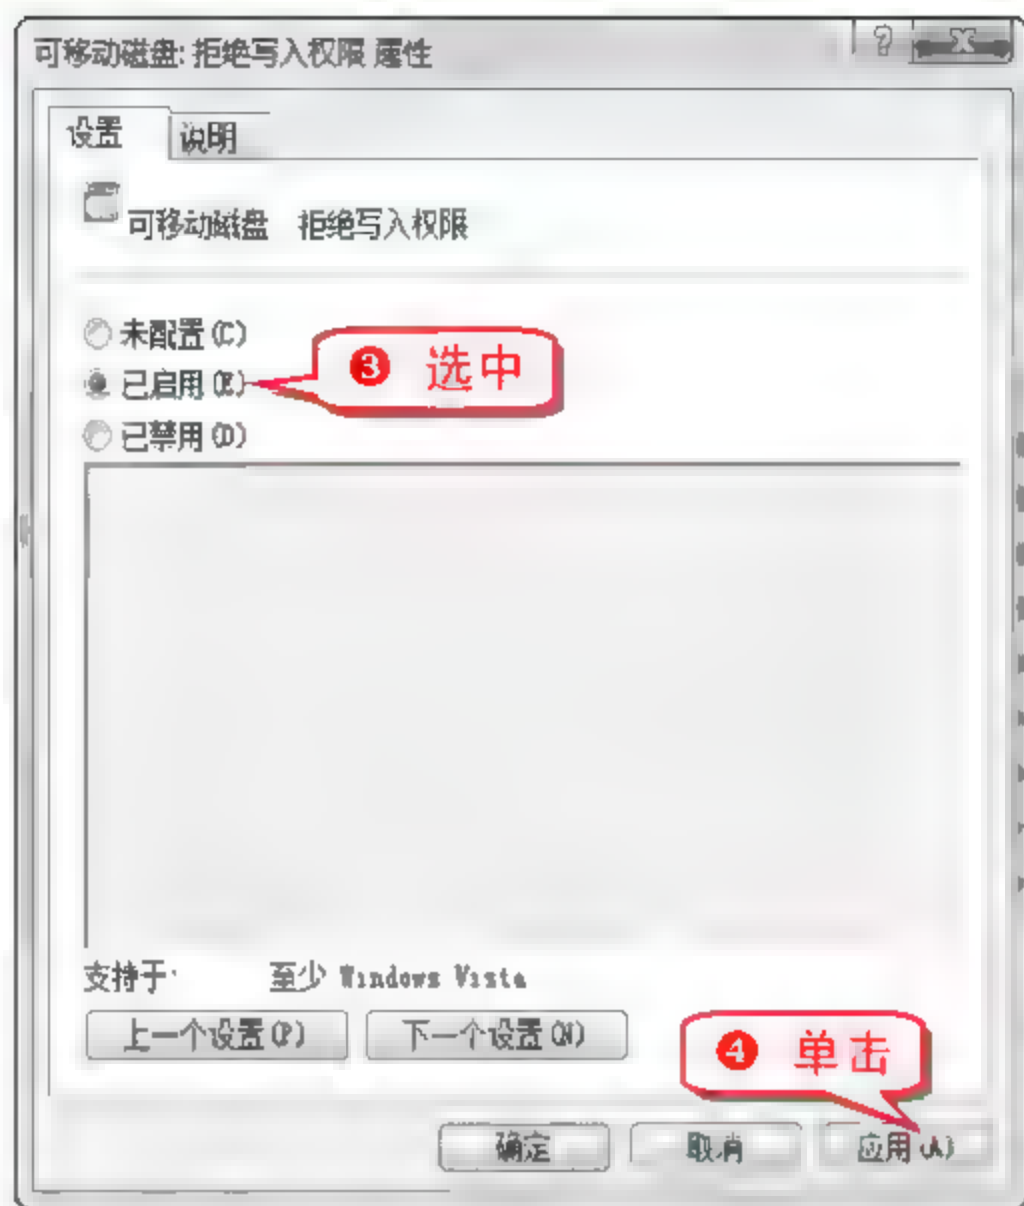 可移动磁盘: 拒绝写入权限 属性
设置 说明
可移动磁盘 拒绝写入权限
未配置(C)
❸ 选中
已启用(E)
已禁用(D)
支持于: 至少 Windows Vista
上一个设置(P) 下一个设置(N)
❹ 单击
确定 取消 应用(A)